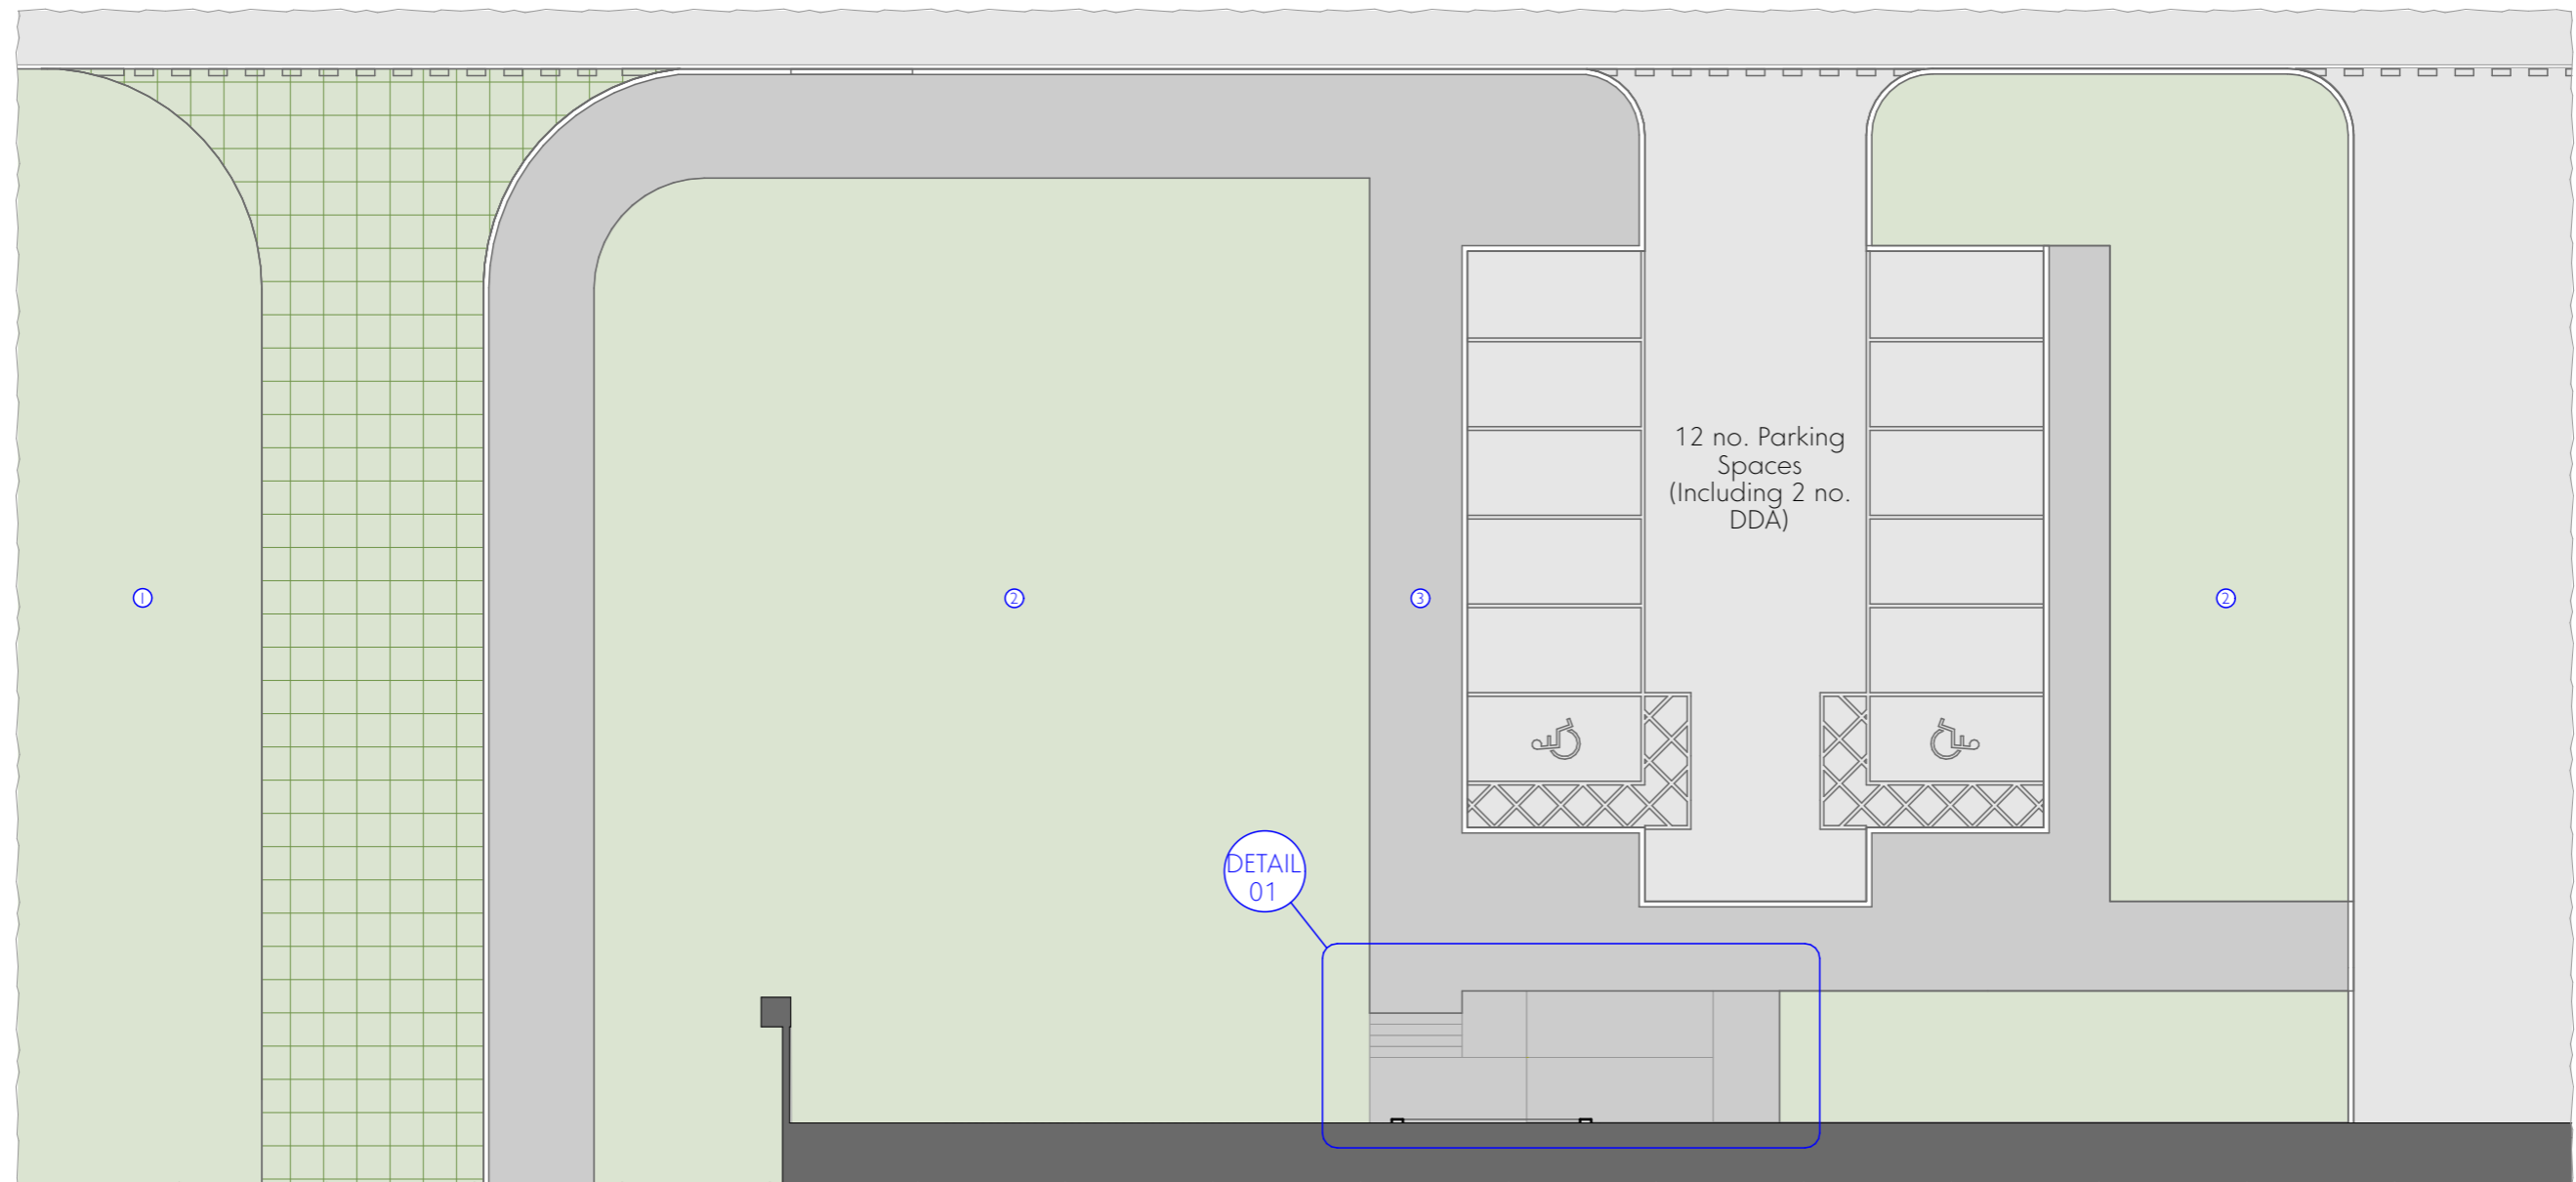 12 no. Parking
Spaces
(Including 2 no.
DDA)
1
2
3
2
DETAIL
01